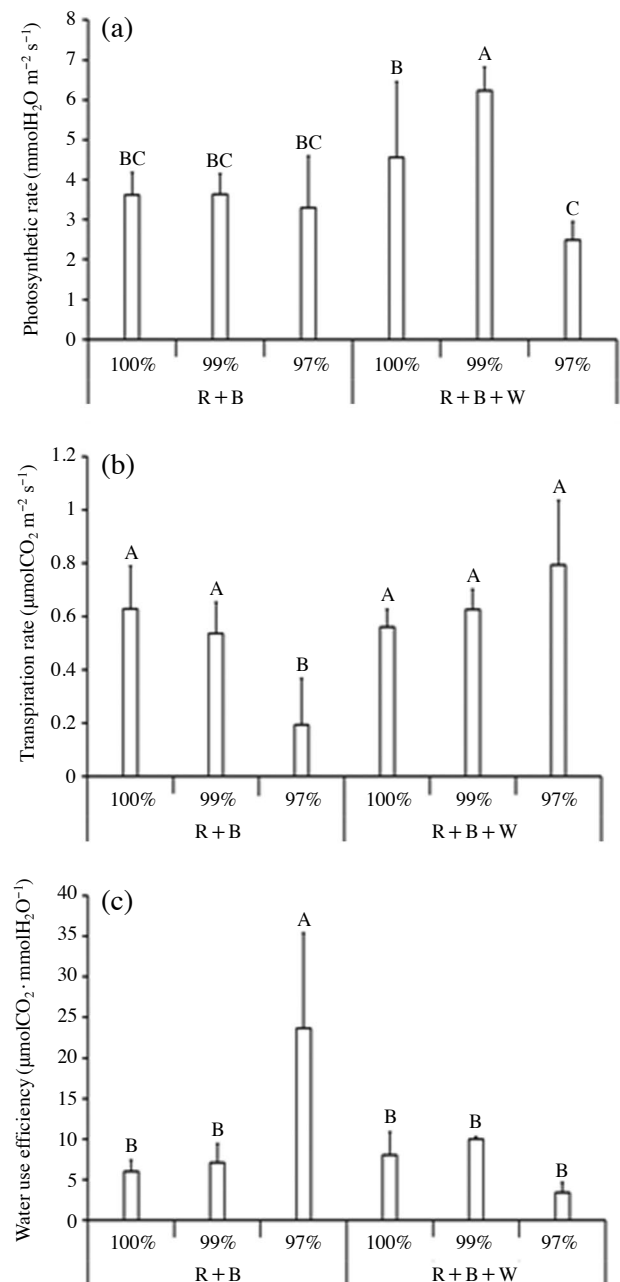 (a)
Photosynthetic rate (mmolH₂O m⁻² s⁻¹)
8
7
6
5
4
3
2
1
0
BC
BC
BC
B
A
C
100% 99% 97% 100% 99% 97%
R+B R+B+W
(b)
Transpiration rate (μmolCO₂ m⁻² s⁻¹)
1.2
1
0.8
0.6
0.4
0.2
0
A
A
B
A
A
A
100% 99% 97% 100% 99% 97%
R+B R+B+W
(c)
Water use efficiency (μmolCO₂·mmolH₂O⁻¹)
40
35
30
25
20
15
10
5
0
B
B
A
B
B
B
100% 99% 97% 100% 99% 97%
R+B R+B+W